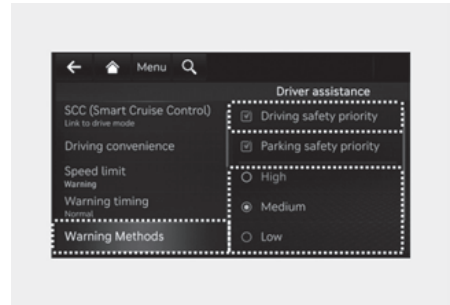 Menu
Driver assistance
SCC (Smart Cruise Control)
Link to drive mode
Driving convenience
Speed limit
Warning
Warning timing
Normal
Warning Methods
Driving safety priority
Parking safety priority
High
Medium
Low